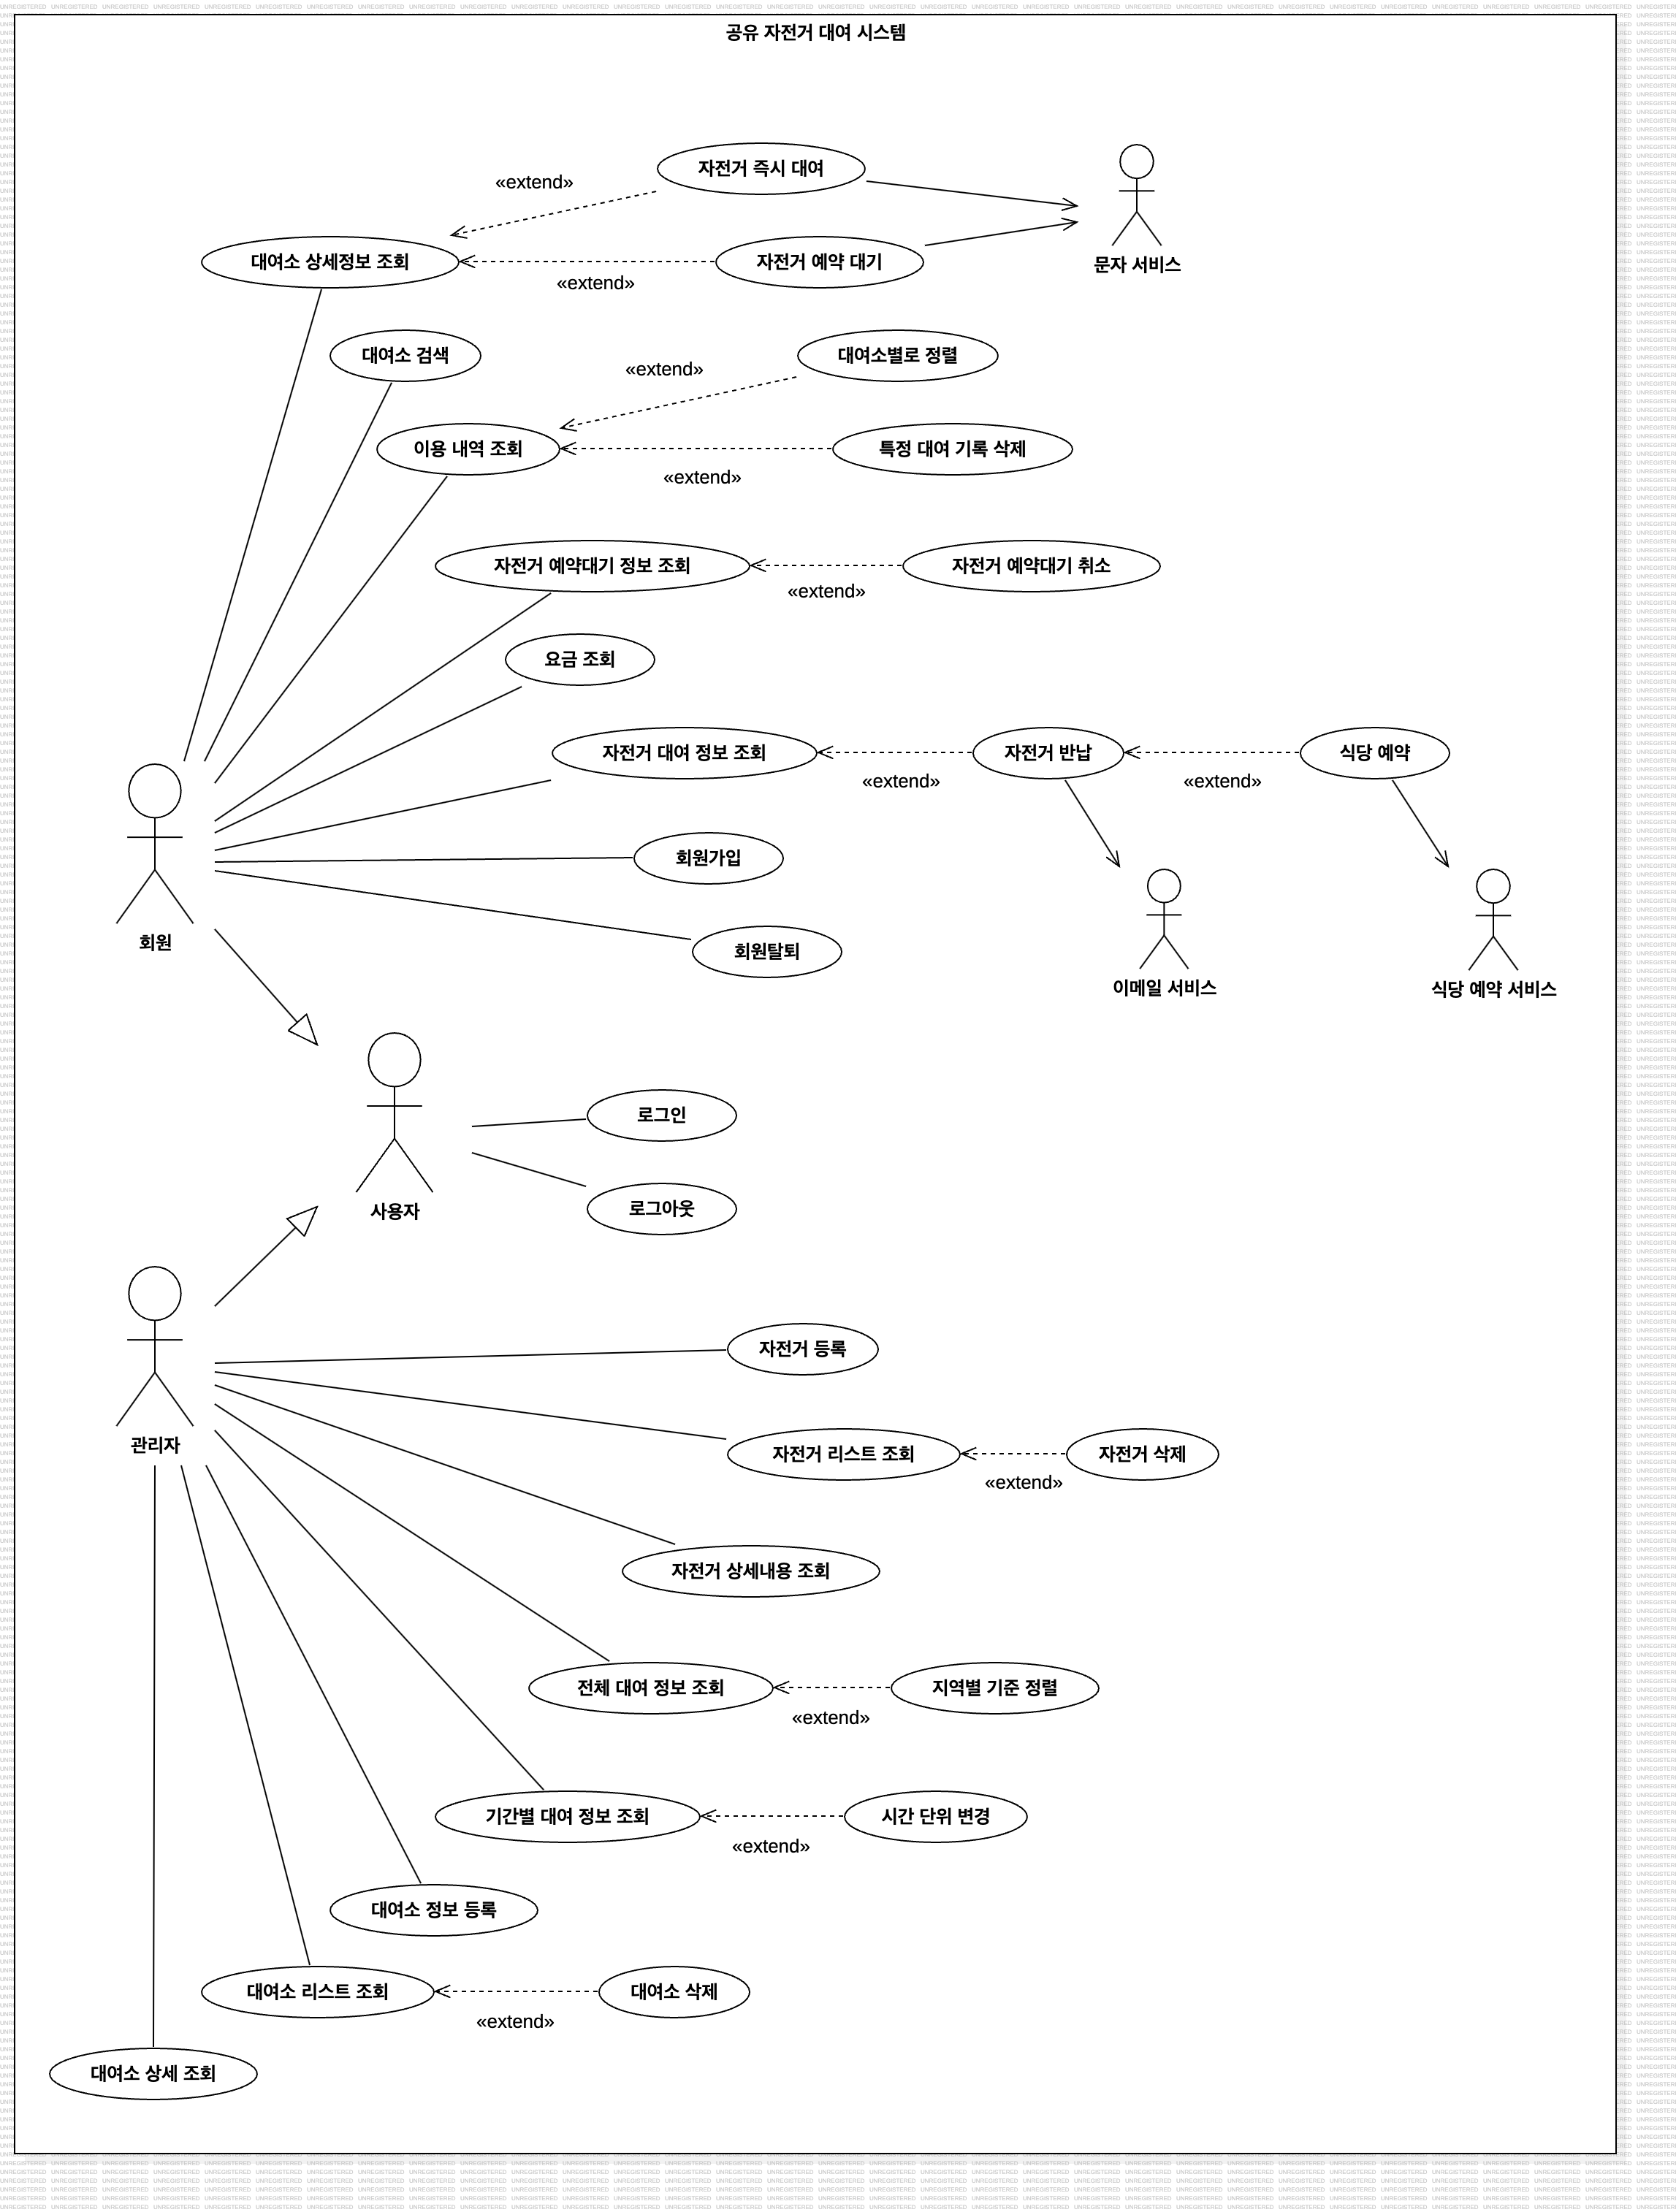 공유 자전거 대여 시스템
자전거 즉시 대여
«extend»
대여소 상세정보 조회
자전거 예약 대기
문자 서비스
«extend»
대여소 검색
대여소별로 정렬
«extend»
이용 내역 조회
특정 대여 기록 삭제
«extend»
자전거 예약대기 정보 조회
자전거 예약대기 취소
«extend»
요금 조회
자전거 대여 정보 조회
자전거 반납
식당 예약
«extend»
«extend»
회원가입
회원
회원탈퇴
이메일 서비스
식당 예약 서비스
로그인
사용자
로그아웃
자전거 등록
관리자
자전거 리스트 조회
자전거 삭제
«extend»
자전거 상세내용 조회
전체 대여 정보 조회
지역별 기준 정렬
«extend»
기간별 대여 정보 조회
시간 단위 변경
«extend»
대여소 정보 등록
대여소 리스트 조회
대여소 삭제
«extend»
대여소 상세 조회
UNREGISTERED